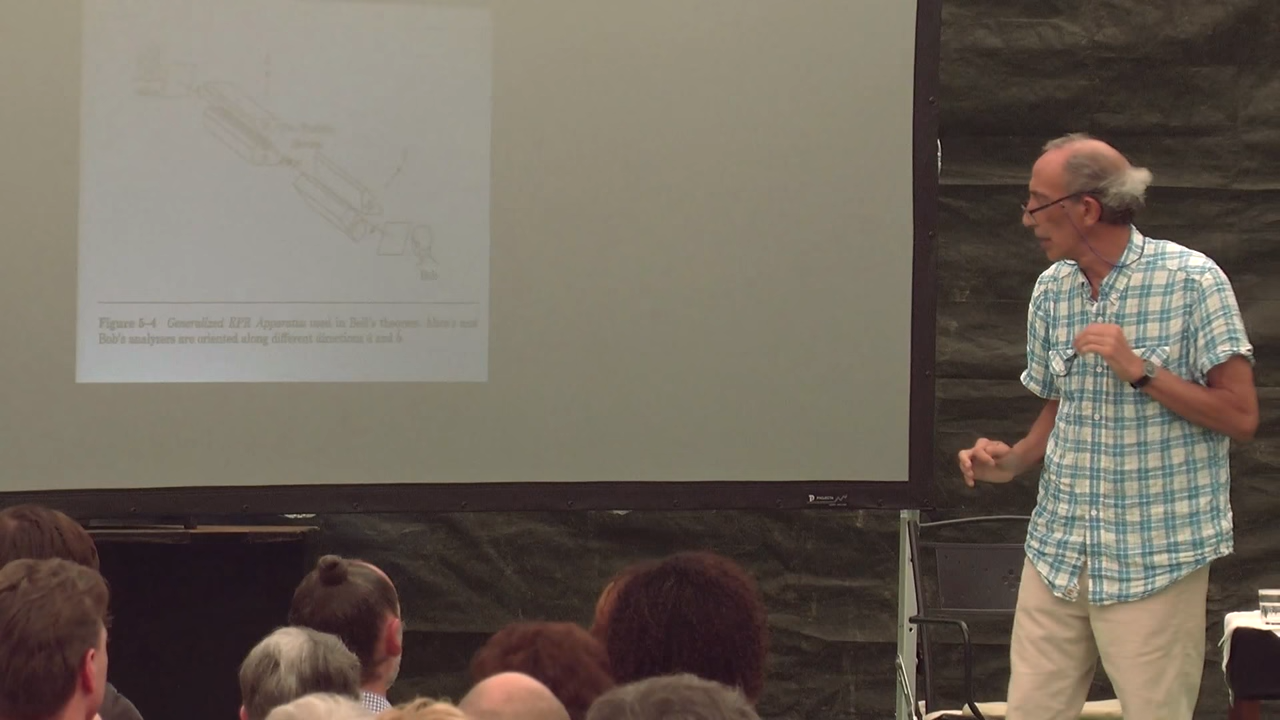 Bob
Figure 5-4 Generalized EPR Apparatus used in Bell's theorem. Alice's and
Bob's analyzers are oriented along different directions a and b